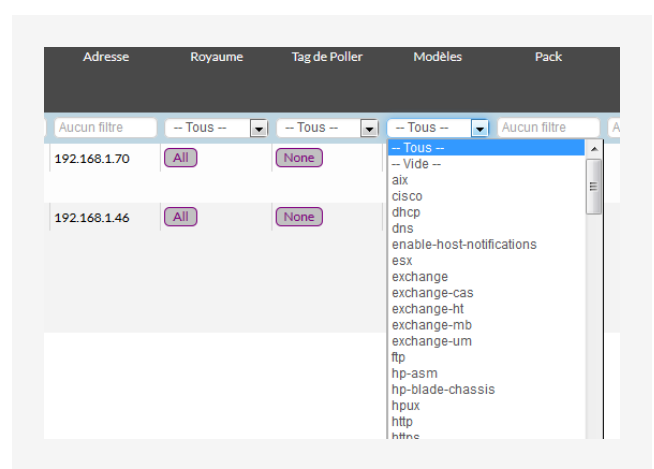 Adresse Royaume Tag de Poller Modèles Pack
Aucun filtre -- Tous -- -- Tous -- -- Tous -- Aucun filtre A
192.168.1.70 All None
192.168.1.46 All None
-- Tous --
-- Vide --
aix
cisco
dhcp
dns
enable-host-notifications
esx
exchange
exchange-cas
exchange-ht
exchange-mb
exchange-um
ftp
hp-asm
hp-blade-chassis
hpux
http
https